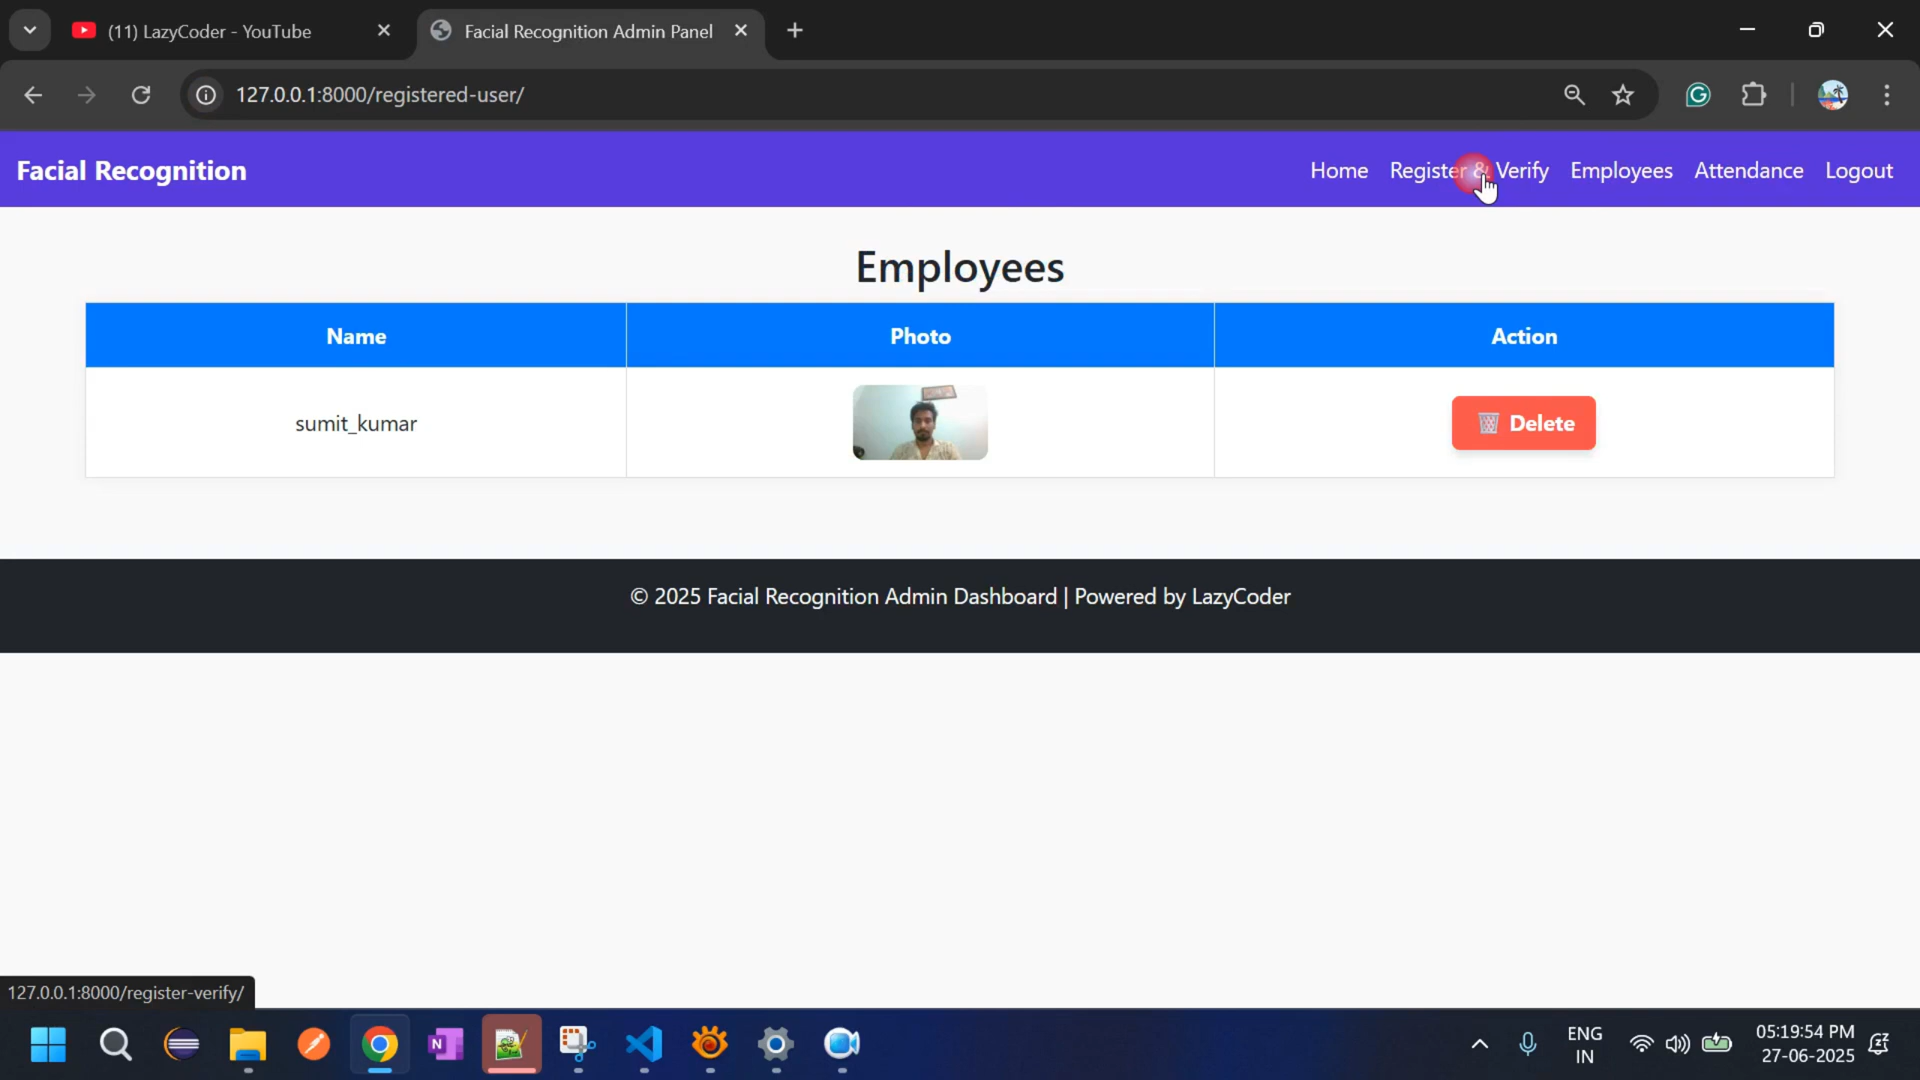 (11) LazyCoder - YouTube
Facial Recognition Admin Panel
127.0.0.1:8000/registered-user/
Facial Recognition
Home Register & Verify Employees Attendance Logout
Employees
Name Photo Action
sumit_kumar
Delete
© 2025 Facial Recognition Admin Dashboard | Powered by LazyCoder
127.0.0.1:8000/register-verify/
ENG
IN
05:19:54 PM
27-06-2025